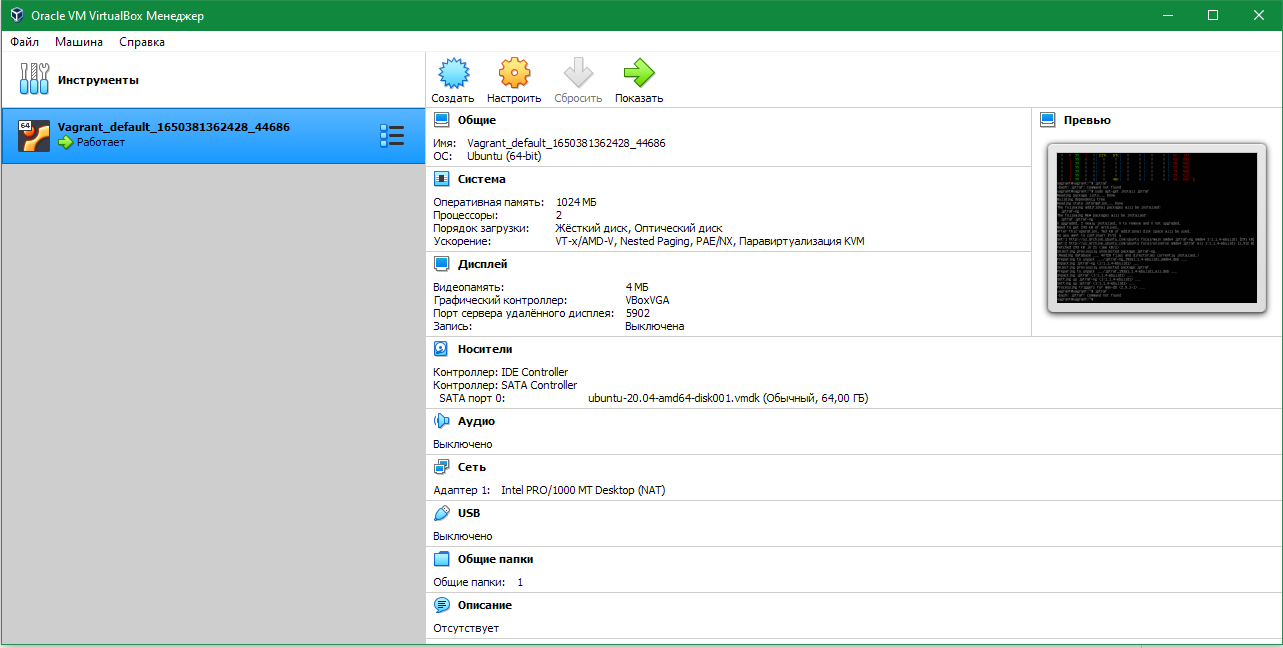 Oracle VM VirtualBox Менеджер
Файл Машина Справка
Инструменты
Создать Настроить Сбросить Показать
64
Vagrant_default_1650381362428_44686
Работает
Общие
Имя: Vagrant_default_1650381362428_44686
ОС: Ubuntu (64-bit)
Превью
Система
Оперативная память: 1024 МБ
Процессоры: 2
Порядок загрузки: Жёсткий диск, Оптический диск
Ускорение: VT-x/AMD-V, Nested Paging, PAE/NX, Паравиртуализация KVM
Дисплей
Видеопамять: 4 МБ
Графический контроллер: VBoxVGA
Порт сервера удалённого дисплея: 5902
Запись: Выключена
Носители
Контроллер: IDE Controller
Контроллер: SATA Controller
SATA порт 0: ubuntu-20.04-amd64-disk001.vmdk (Обычный, 64,00 ГБ)
Аудио
Выключено
Сеть
Адаптер 1: Intel PRO/1000 MT Desktop (NAT)
USB
Выключено
Общие папки
Общие папки: 1
Описание
Отсутствует